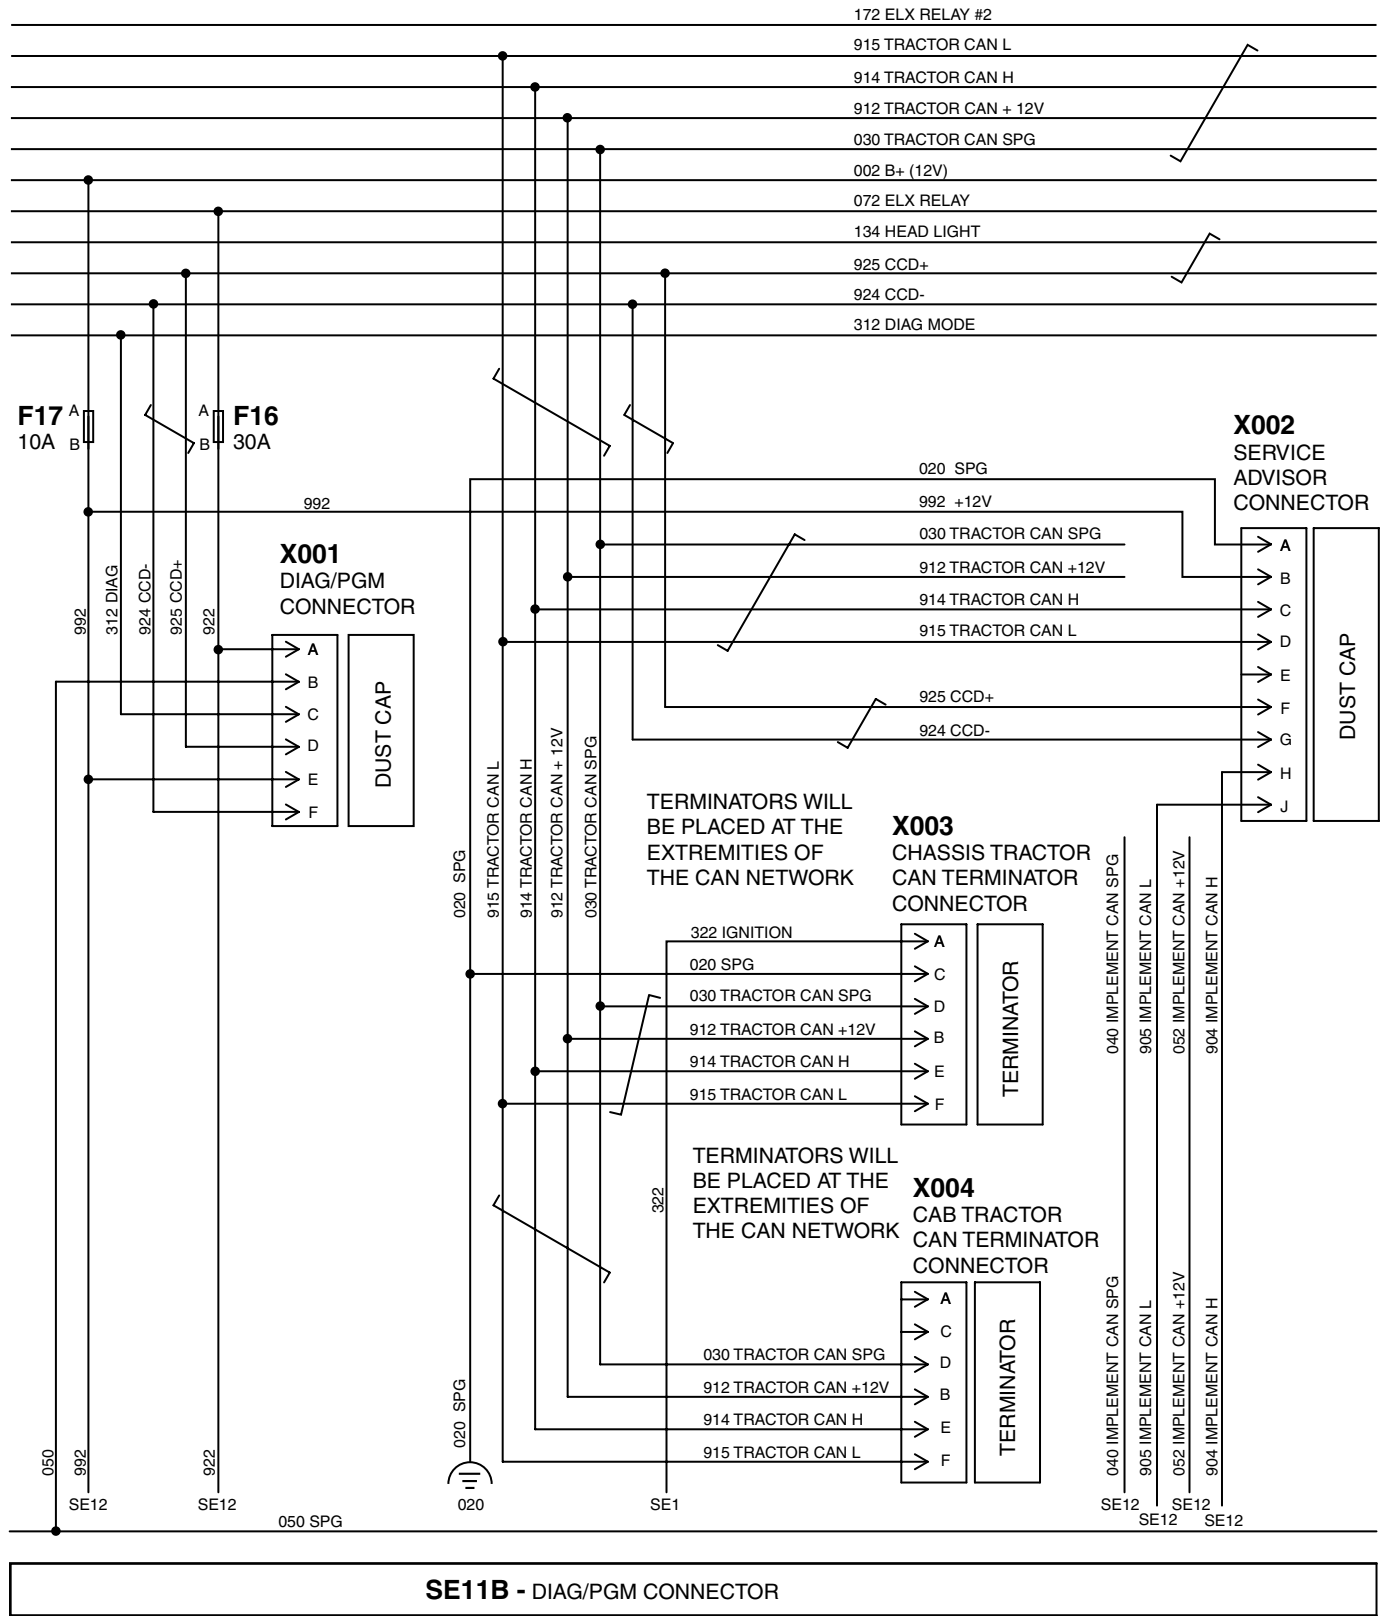 172 ELX RELAY #2
915 TRACTOR CAN L
914 TRACTOR CAN H
912 TRACTOR CAN + 12V
030 TRACTOR CAN SPG
002 B+ (12V)
072 ELX RELAY
134 HEAD LIGHT
925 CCD+
924 CCD-
312 DIAG MODE
F17
10A
A
B
A
B
F16
30A
X002
SERVICE
ADVISOR
CONNECTOR
020 SPG
992
992 +12V
030 TRACTOR CAN SPG
912 TRACTOR CAN +12V
914 TRACTOR CAN H
915 TRACTOR CAN L
925 CCD+
924 CCD-
A
B
C
D
E
F
G
H
J
DUST CAP
X001
DIAG/PGM
CONNECTOR
992
312 DIAG
924 CCD-
925 CCD+
922
A
B
C
D
E
F
DUST CAP
020 SPG
915 TRACTOR CAN L
914 TRACTOR CAN H
912 TRACTOR CAN + 12V
030 TRACTOR CAN SPG
TERMINATORS WILL
BE PLACED AT THE
EXTREMITIES OF
THE CAN NETWORK
X003
CHASSIS TRACTOR
CAN TERMINATOR
CONNECTOR
322 IGNITION
020 SPG
030 TRACTOR CAN SPG
912 TRACTOR CAN +12V
914 TRACTOR CAN H
915 TRACTOR CAN L
A
C
D
B
E
F
TERMINATOR
040 IMPLEMENT CAN SPG
905 IMPLEMENT CAN L
052 IMPLEMENT CAN +12V
904 IMPLEMENT CAN H
TERMINATORS WILL
BE PLACED AT THE
EXTREMITIES OF
THE CAN NETWORK
322
X004
CAB TRACTOR
CAN TERMINATOR
CONNECTOR
030 TRACTOR CAN SPG
912 TRACTOR CAN +12V
914 TRACTOR CAN H
915 TRACTOR CAN L
A
C
D
B
E
F
TERMINATOR
040 IMPLEMENT CAN SPG
905 IMPLEMENT CAN L
052 IMPLEMENT CAN +12V
904 IMPLEMENT CAN H
050
992
922
020 SPG
SE12
SE12
020
SE1
SE12
SE12
SE12
SE12
050 SPG
SE11B - DIAG/PGM CONNECTOR